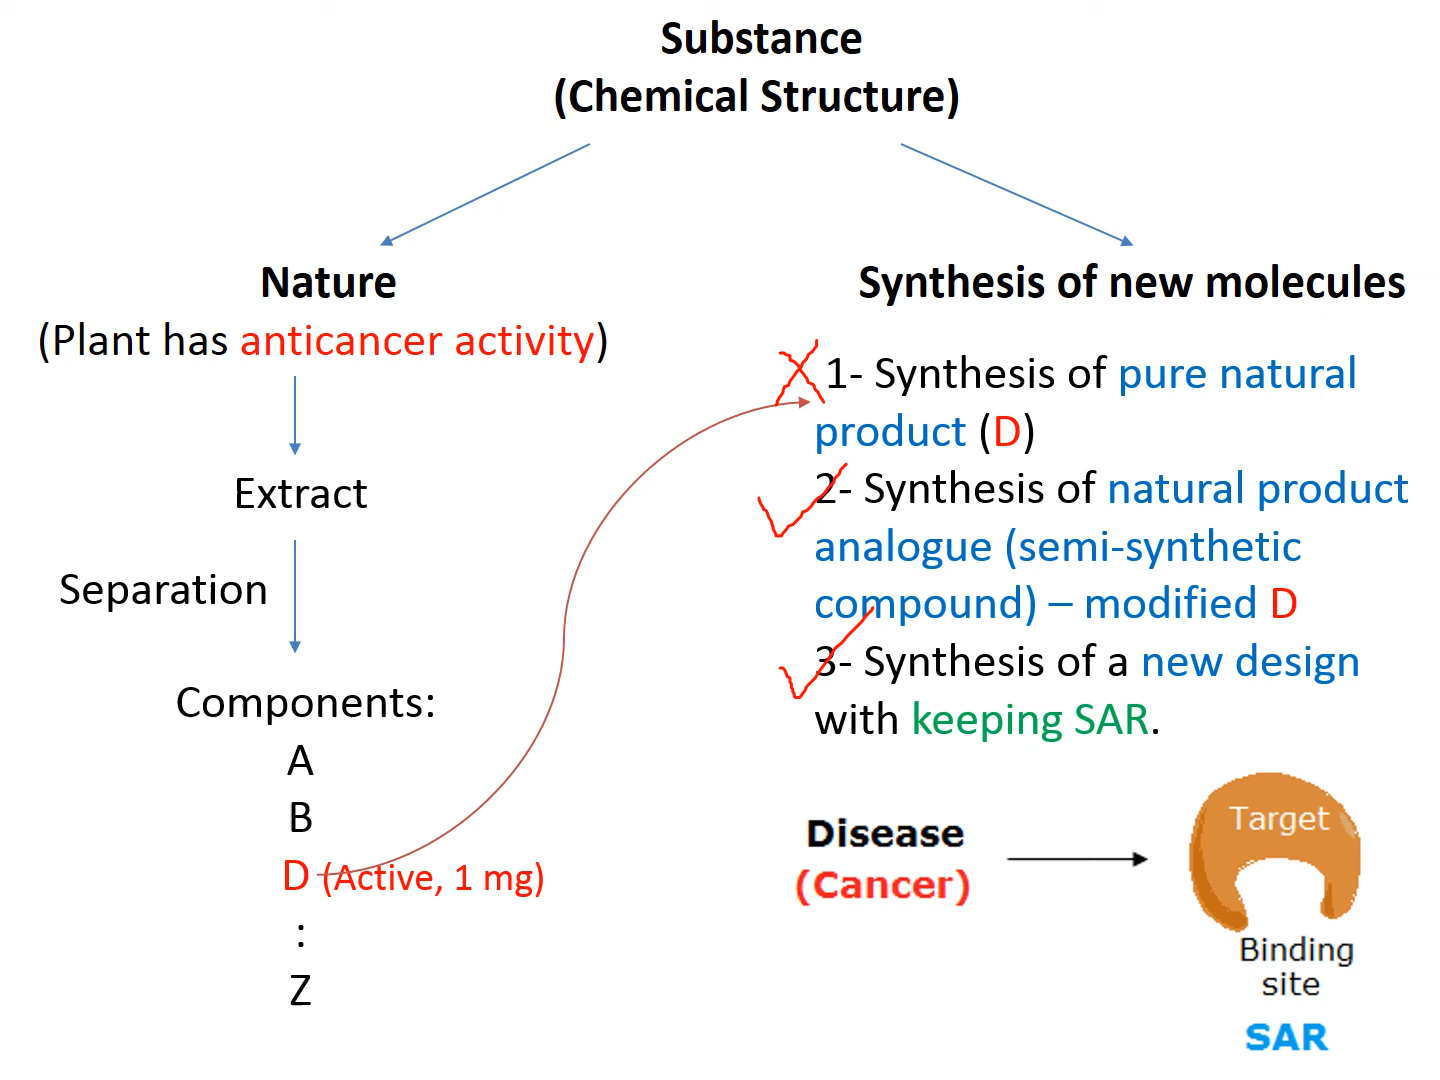 Substance
(Chemical Structure)
Nature
(Plant has anticancer activity)
Extract
Separation
Components:
A
B
D (Active, 1 mg)
:
Z
Synthesis of new molecules
1- Synthesis of pure natural
product (D)
2- Synthesis of natural product
analogue (semi-synthetic
compound) – modified D
3- Synthesis of a new design
with keeping SAR.
Disease
(Cancer)
Target
Binding
site
SAR